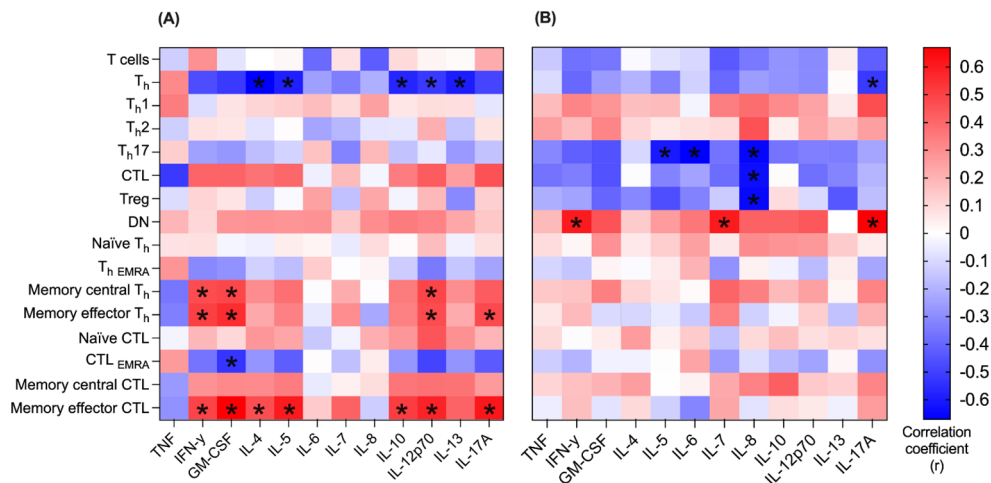 (A)
(B)
T cells
Th
Th1
Th2
Th17
CTL
Treg
DN
Naïve Th
Th EMRA
Memory central Th
Memory effector Th
Naïve CTL
CTL EMRA
Memory central CTL
Memory effector CTL
* * * * *
*
* * *
*
*
* * *
* * *
* * * *
*
* * * * * * *
TNF IFN-y GM-CSF IL-4 IL-5 IL-6 IL-7 IL-8 IL-10 IL-12p70 IL-13 IL-17A
TNF IFN-y GM-CSF IL-4 IL-5 IL-6 IL-7 IL-8 IL-10 IL-12p70 IL-13 IL-17A
0.6
0.5
0.4
0.3
0.2
0.1
0
-0.1
-0.2
-0.3
-0.4
-0.5
-0.6
Correlation
coefficient
(r)